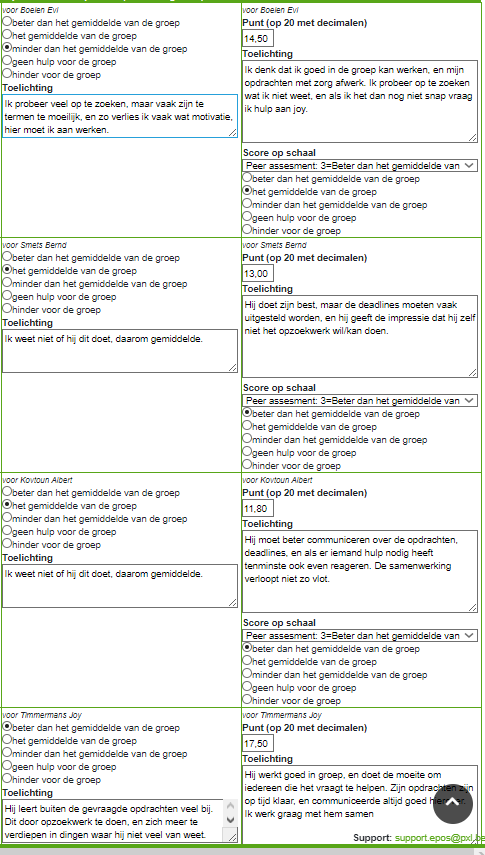 voor Boelen Evi
beter dan het gemiddelde van de groep
het gemiddelde van de groep
minder dan het gemiddelde van de groep
geen hulp voor de groep
hinder voor de groep
Toelichting
Ik probeer veel op te zoeken, maar vaak zijn te
termen te moeilijk, en zo verlies ik vaak wat motivatie,
hier moet ik aan werken.
voor Boelen Evi
Punt (op 20 met decimalen)
14,50
Toelichting
Ik denk dat ik goed in de groep kan werken, en mijn
opdrachten met zorg afwerk. Ik probeer op te zoeken
wat ik niet weet, en als ik het dan nog niet snap vraag
ik hulp aan joy.
Score op schaal
Peer assesment: 3=Beter dan het gemiddelde van
beter dan het gemiddelde van de groep
het gemiddelde van de groep
minder dan het gemiddelde van de groep
geen hulp voor de groep
hinder voor de groep
voor Smets Bernd
beter dan het gemiddelde van de groep
het gemiddelde van de groep
minder dan het gemiddelde van de groep
geen hulp voor de groep
hinder voor de groep
Toelichting
Ik weet niet of hij dit doet, daarom gemiddelde.
voor Smets Bernd
Punt (op 20 met decimalen)
13,00
Toelichting
Hij doet zijn best, maar de deadlines moeten vaak
uitgesteld worden, en hij geeft de impressie dat hij zelf
niet het opzoekwerk wil/kan doen.
Score op schaal
Peer assesment: 3=Beter dan het gemiddelde van
beter dan het gemiddelde van de groep
het gemiddelde van de groep
minder dan het gemiddelde van de groep
geen hulp voor de groep
hinder voor de groep
voor Kovtoun Albert
beter dan het gemiddelde van de groep
het gemiddelde van de groep
minder dan het gemiddelde van de groep
geen hulp voor de groep
hinder voor de groep
Toelichting
Ik weet niet of hij dit doet, daarom gemiddelde.
voor Kovtoun Albert
Punt (op 20 met decimalen)
11,80
Toelichting
Hij moet beter communiceren over de opdrachten,
deadlines, en als er iemand hulp nodig heeft
tenminste ook even reageren. De samenwerking
verloopt niet zo vlot.
Score op schaal
Peer assesment: 3=Beter dan het gemiddelde van
beter dan het gemiddelde van de groep
het gemiddelde van de groep
minder dan het gemiddelde van de groep
geen hulp voor de groep
hinder voor de groep
voor Timmermans Joy
beter dan het gemiddelde van de groep
het gemiddelde van de groep
minder dan het gemiddelde van de groep
geen hulp voor de groep
hinder voor de groep
Toelichting
Hij leert buiten de gevraagde opdrachten veel bij.
Dit door opzoekwerk te doen, en zich meer te
verdiepen in dingen waar hij niet veel van weet.
voor Timmermans Joy
Punt (op 20 met decimalen)
17,50
Toelichting
Hij werkt goed in groep, en doet de moeite om
iedereen die het vraagt te helpen. Zijn opdrachten zijn
op tijd klaar, en communiceerde altijd goed
Ik werk graag met hem samen
Support: support.epos@pxl.be